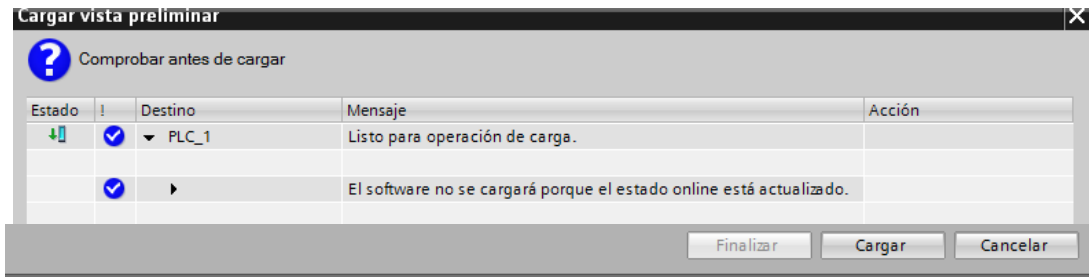 Cargar vista preliminar
? Comprobar antes de cargar
Estado ! Destino Mensaje Acción
PLC_1 Listo para operación de carga.
El software no se cargará porque el estado online está actualizado.
Finalizar Cargar Cancelar